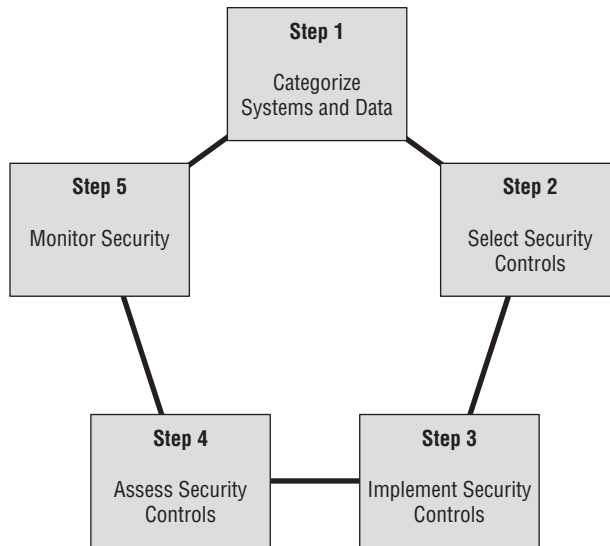 Step 1
Categorize
Systems and Data
Step 2
Select Security
Controls
Step 3
Implement Security
Controls
Step 4
Assess Security
Controls
Step 5
Monitor Security